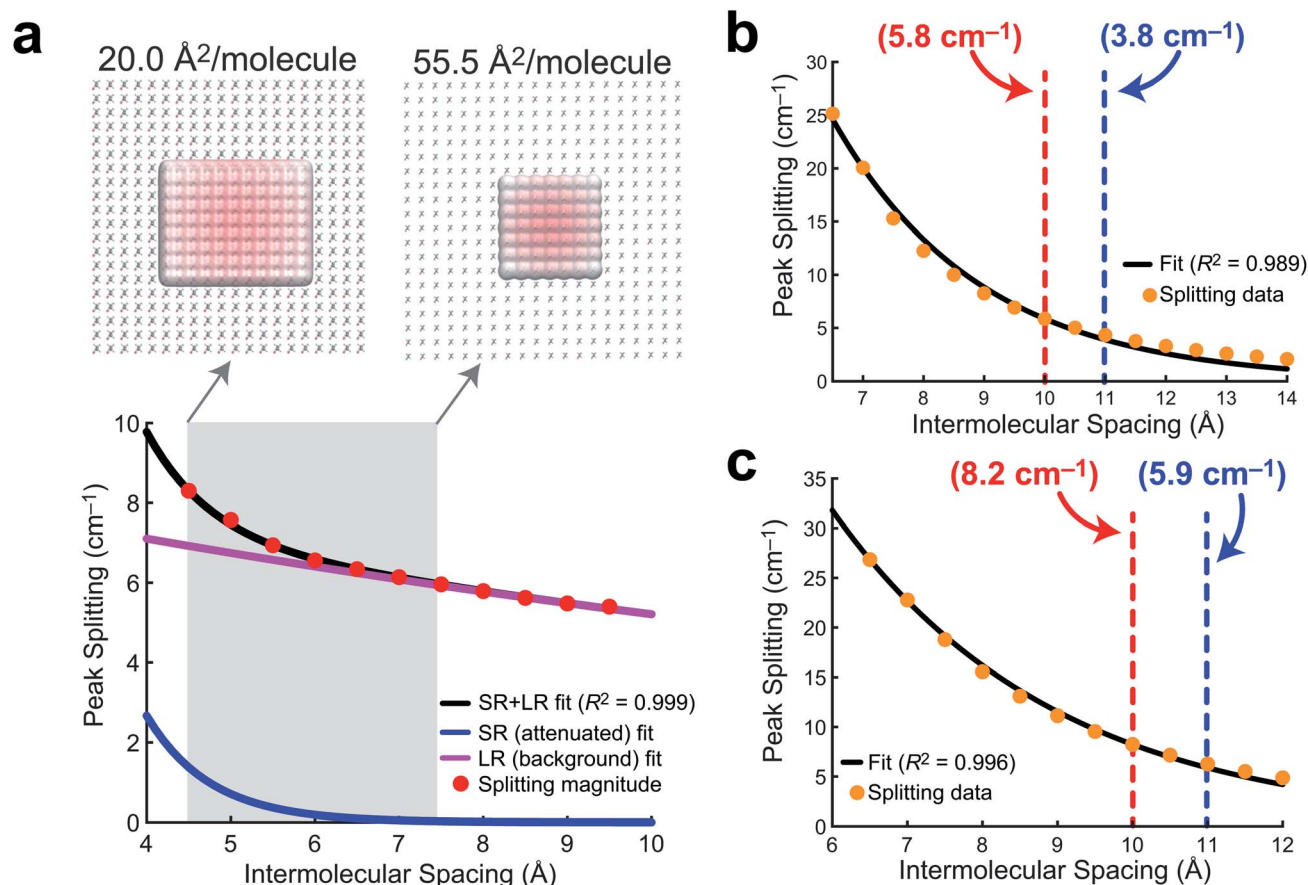 a
20.0 Å²/molecule
55.5 Å²/molecule
Peak Splitting (cm⁻¹)
10
8
6
4
2
0
SR+LR fit (R² = 0.999)
SR (attenuated) fit
LR (background) fit
Splitting magnitude
4 5 6 7 8 9 10
Intermolecular Spacing (Å)
b
(5.8 cm⁻¹)
(3.8 cm⁻¹)
Peak Splitting (cm⁻¹)
30
25
20
15
10
5
0
Fit (R² = 0.989)
Splitting data
7 8 9 10 11 12 13 14
Intermolecular Spacing (Å)
c
(8.2 cm⁻¹)
(5.9 cm⁻¹)
Peak Splitting (cm⁻¹)
35
30
25
20
15
10
5
0
Fit (R² = 0.996)
Splitting data
6 7 8 9 10 11 12
Intermolecular Spacing (Å)